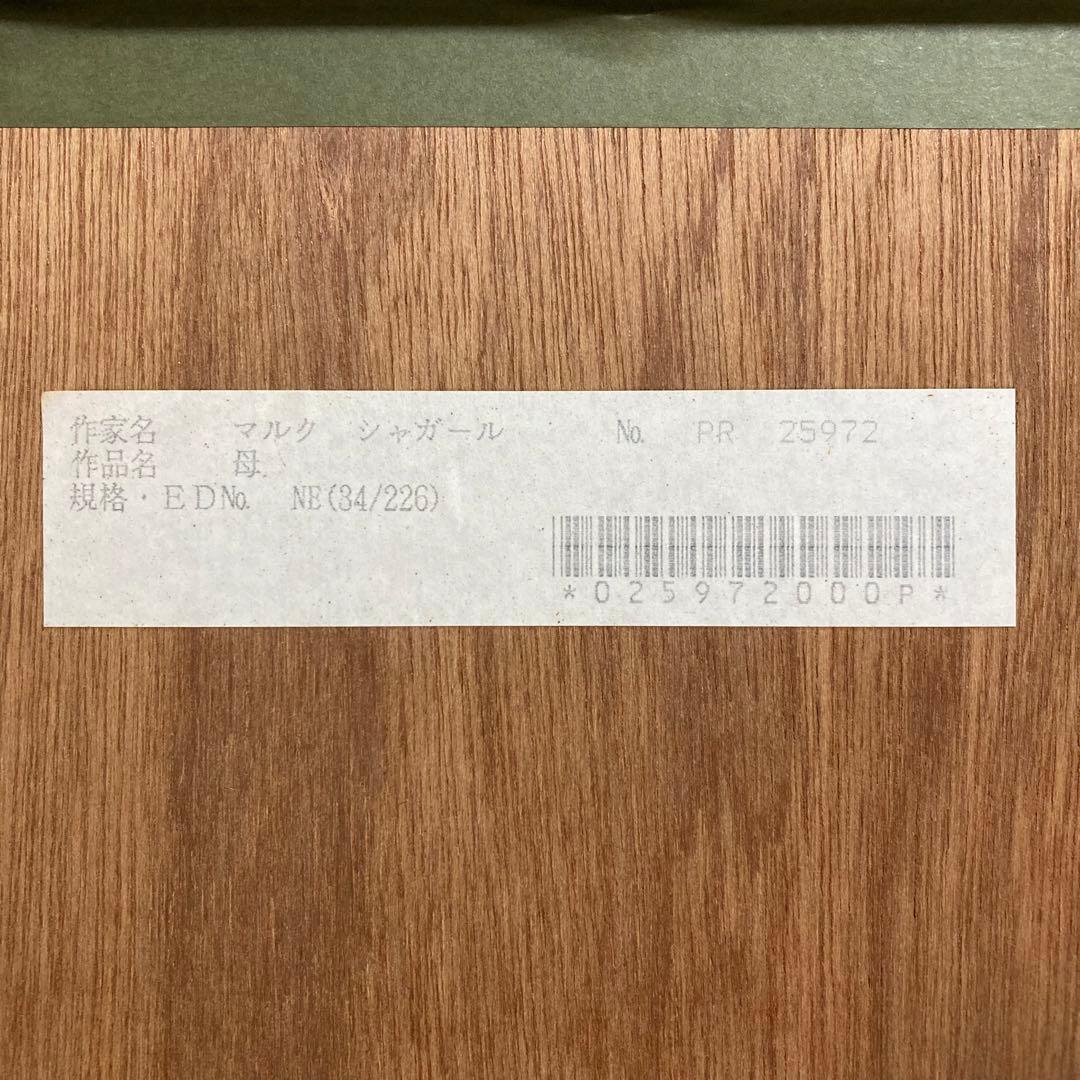 作家名 マルク シャガール № PR 25972
作品名 母
規格・ED№ NE(34/226)
*025972000P*